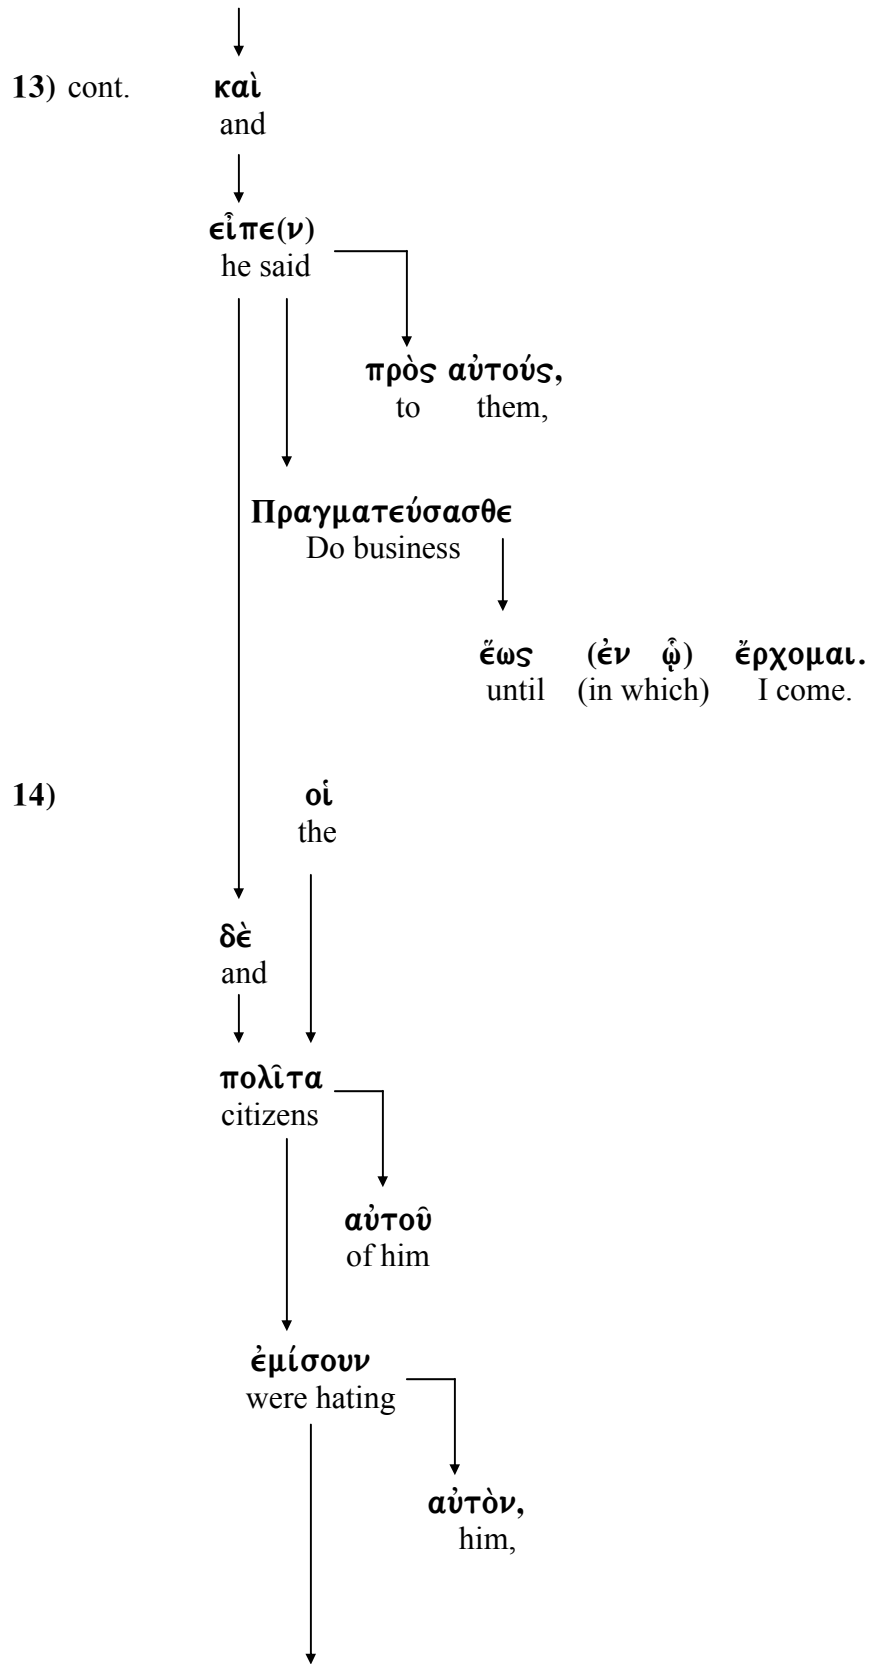 13) cont. καὶ
and
εἶπε(ν)
he said
πρὸς αὐτούς,
to them,
Πραγματεύσασθε
Do business
ἕως (ἐν ᾧ) ἔρχομαι.
until (in which) I come.
14) οἱ
the
δὲ
and
πολῖτα
citizens
αὐτοῦ
of him
ἐμίσουν
were hating
αὐτὸν,
him,